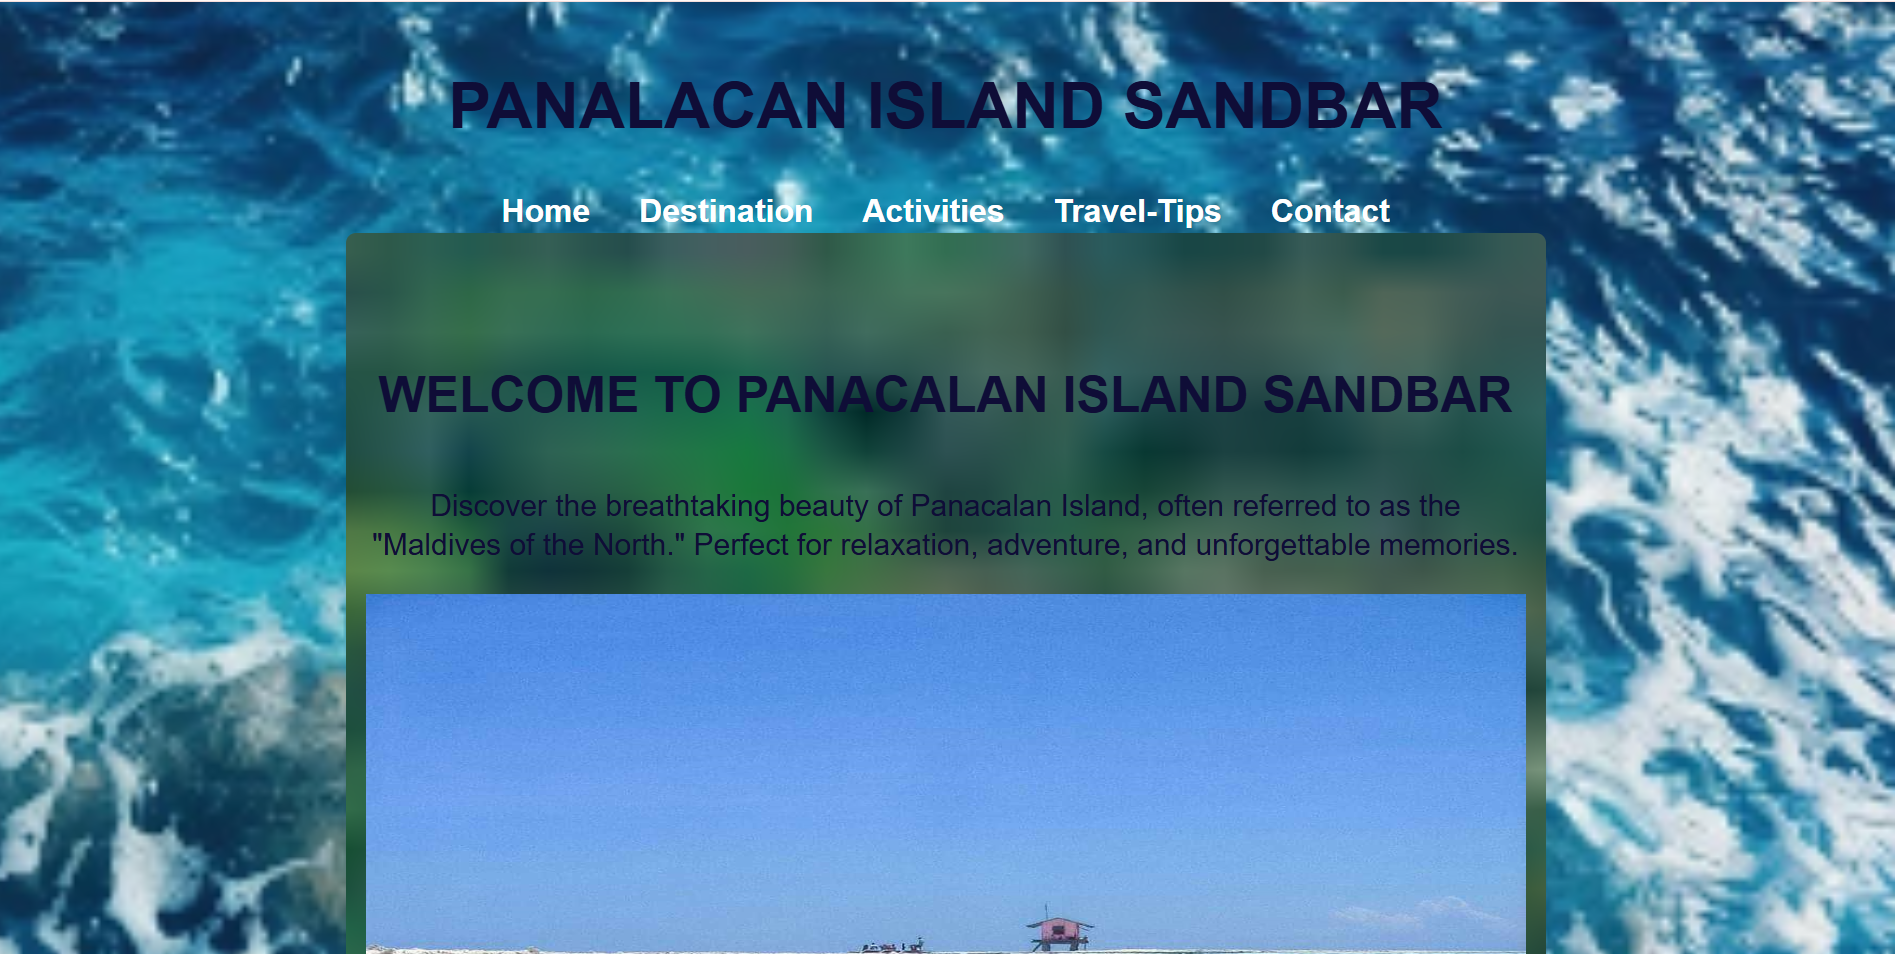 PANALACAN ISLAND SANDBAR
Home Destination Activities Travel-Tips Contact
WELCOME TO PANACALAN ISLAND SANDBAR
Discover the breathtaking beauty of Panacalan Island, often referred to as the
"Maldives of the North." Perfect for relaxation, adventure, and unforgettable memories.